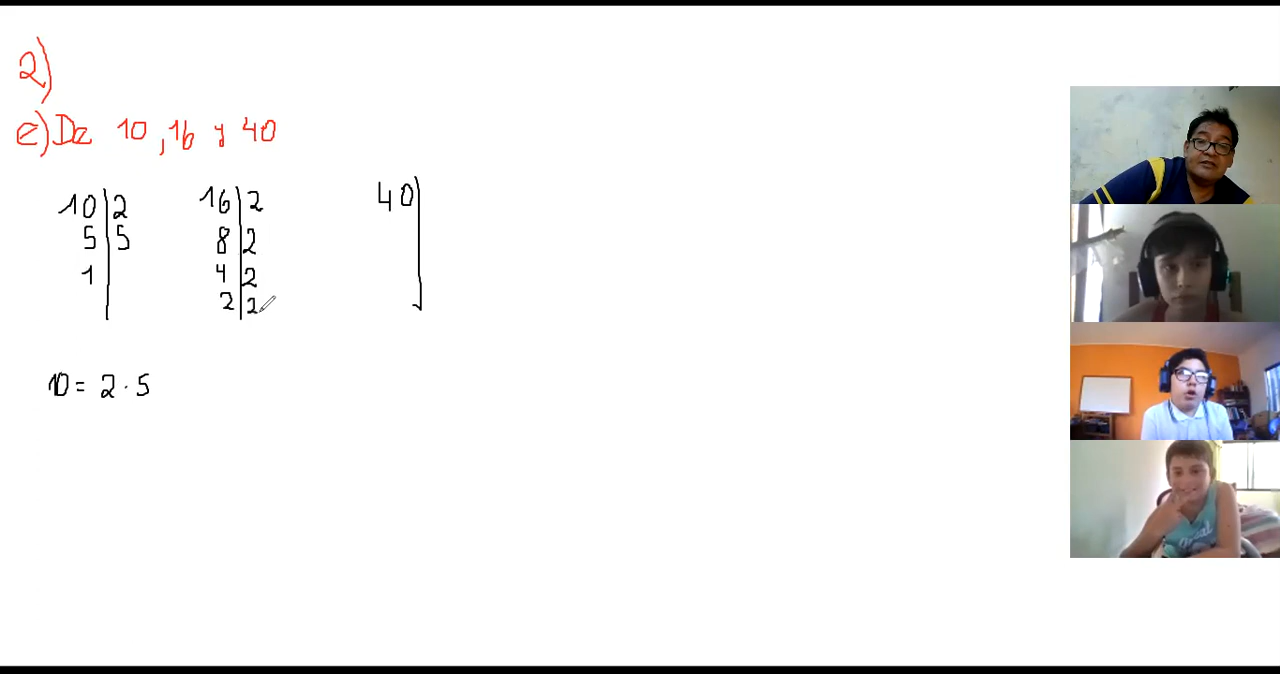 2)
e) De 10, 16 y 40
10 | 2 16 | 2 40 |
5 | 5 8 | 2
1 | 4 | 2
2 | 2
10 = 2 · 5